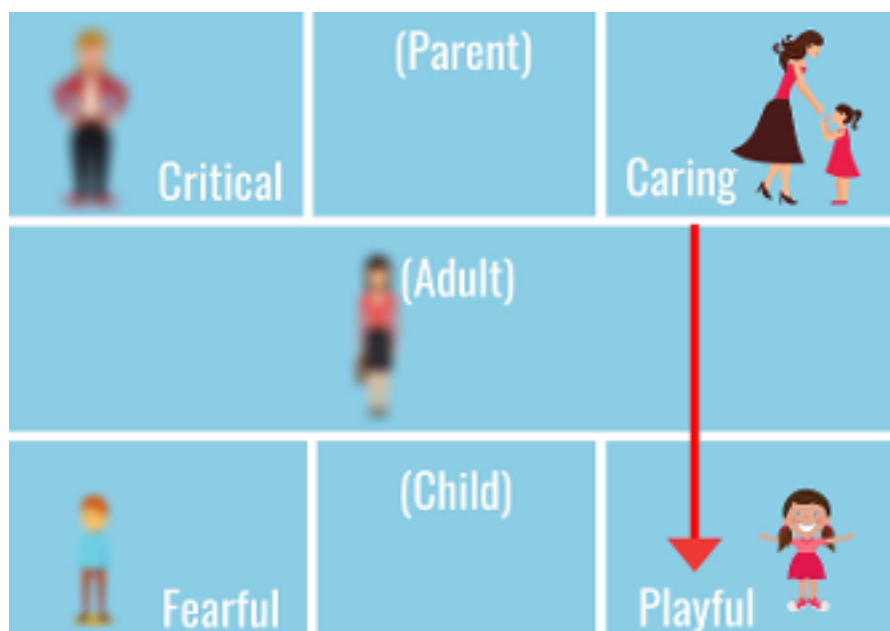 (Parent)
Critical
Caring
(Adult)
(Child)
Fearful
Playful